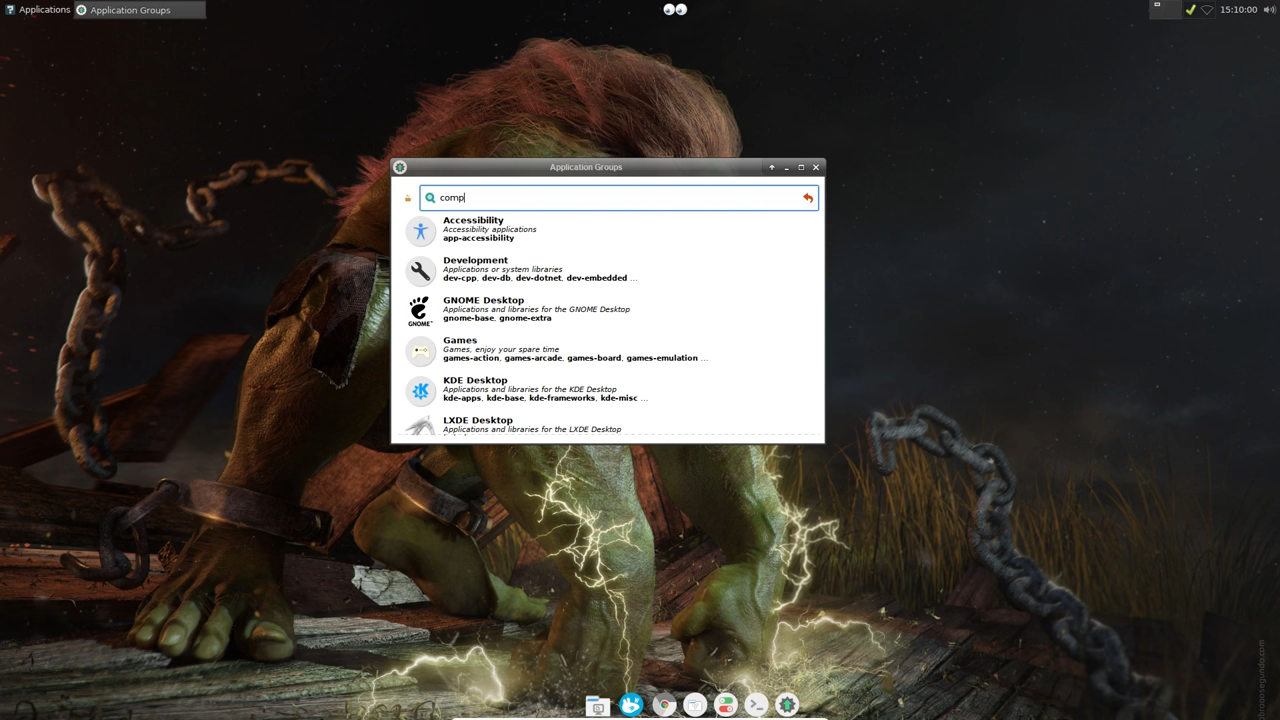 Applications
Application Groups
15:10:00
Application Groups
comp
Accessibility
Accessibility applications
app-accessibility
Development
Applications or system libraries
dev-cpp, dev-db, dev-dotnet, dev-embedded ...
GNOME Desktop
Applications and libraries for the GNOME Desktop
gnome-base, gnome-extra
GNOME™
Games
Games, enjoy your spare time
games-action, games-arcade, games-board, games-emulation ...
KDE Desktop
Applications and libraries for the KDE Desktop
kde-apps, kde-base, kde-frameworks, kde-misc ...
LXDE Desktop
Applications and libraries for the LXDE Desktop